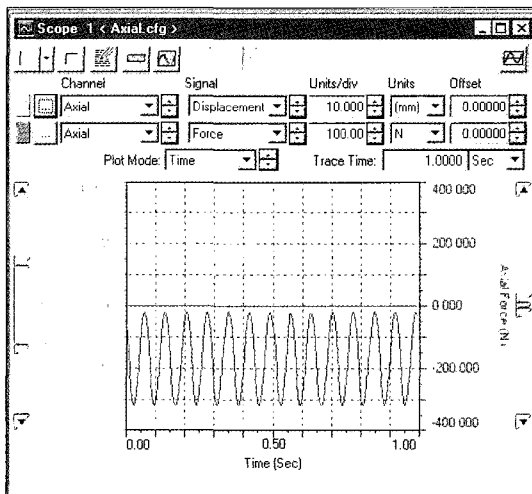 Scope 1 < Axial.cfg >
Channel Signal Units/div Units Offset
Axial Displacement 10.000 (mm) 0.00000
Axial Force 100.00 N 0.00000
Plot Mode: Time Trace Time: 1.0000 Sec
400.000
200.000
0.000
-200.000
-400.000
Axial Force (N)
0.00 0.50 1.00
Time (Sec)